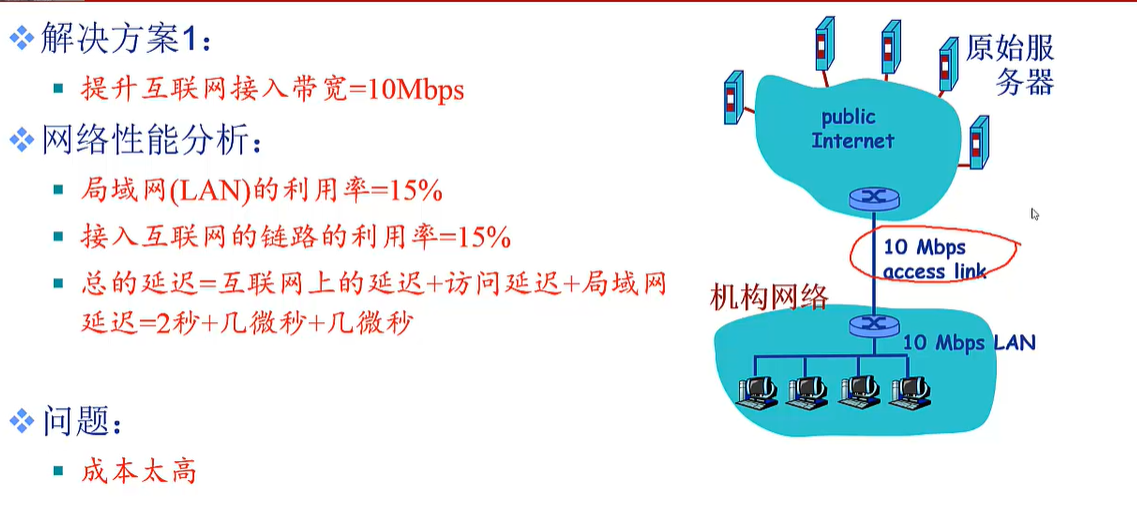 解决方案1：
提升互联网接入带宽=10Mbps
网络性能分析：
局域网(LAN)的利用率=15%
接入互联网的链路的利用率=15%
总的延迟=互联网上的延迟+访问延迟+局域网
延迟=2秒+几微秒+几微秒
问题：
成本太高
原始服
务器
public
Internet
10 Mbps
access link
机构网络
10 Mbps LAN